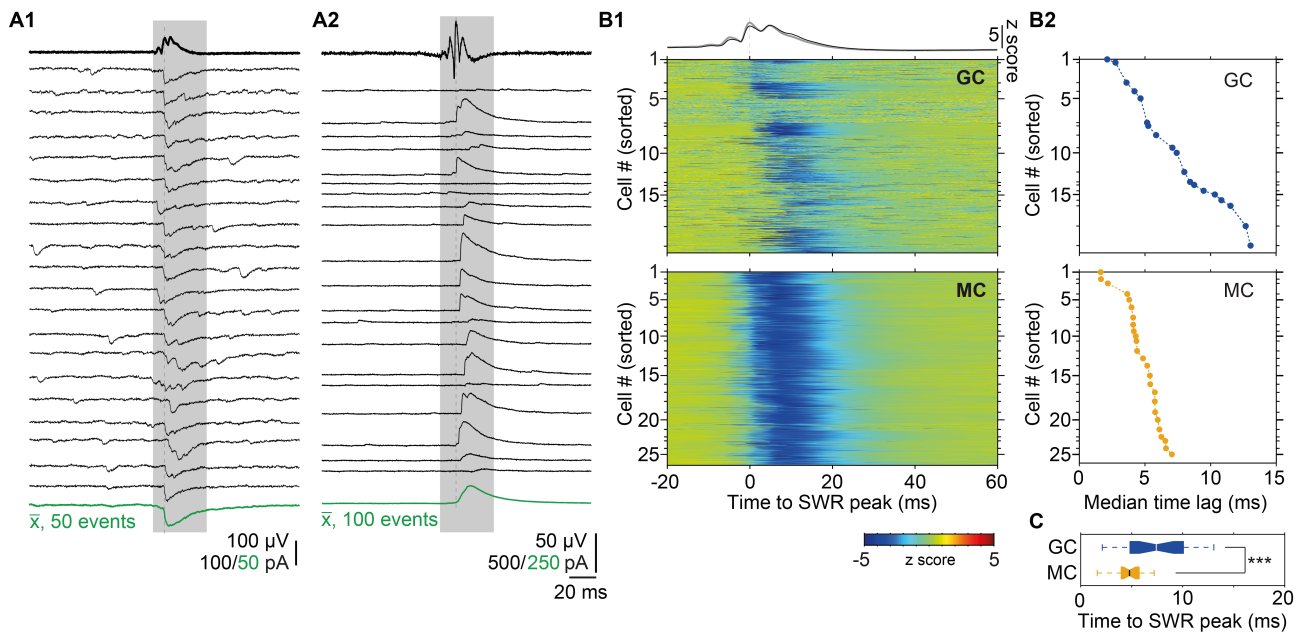 A1
A2
B1
B2
5
z score
x̅, 50 events
100 µV
100/50 pA
x̅, 100 events
50 µV
500/250 pA
20 ms
GC
Cell # (sorted)
1
5
10
15
MC
Cell # (sorted)
1
5
10
15
20
25
-20
0
20
40
60
Time to SWR peak (ms)
-5
z score
5
GC
Cell # (sorted)
1
5
10
15
MC
Cell # (sorted)
1
5
10
15
20
25
0
5
10
15
Median time lag (ms)
C
GC
MC
***
0
10
20
Time to SWR peak (ms)